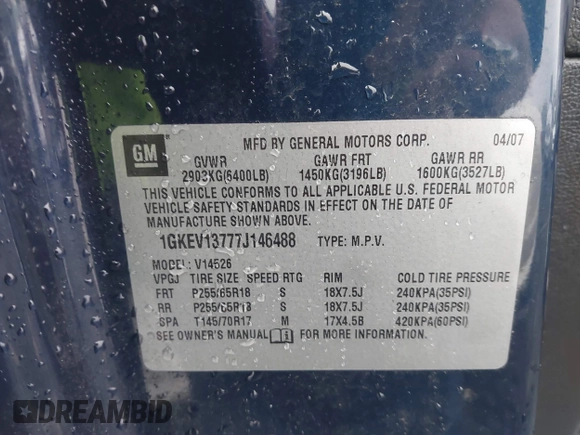 GM
MFD BY GENERAL MOTORS CORP. 04/07
GVWR GAWR FRT GAWR RR
2903KG(6400LB) 1450KG(3196LB) 1600KG(3527LB)
THIS VEHICLE CONFORMS TO ALL APPLICABLE U.S. FEDERAL MOTOR
VEHICLE SAFETY STANDARDS IN EFFECT ON THE DATE OF
MANUFACTURE SHOWN ABOVE.
1GKEV13777J146488 TYPE: M.P.V.
MODEL: V14526
VPGJ TIRE SIZE SPEED RTG RIM COLD TIRE PRESSURE
FRT P255/65R18 S 18X7.5J 240KPA(35PSI)
RR P255/65R18 S 18X7.5J 240KPA(35PSI)
SPA T145/70R17 M 17X4.5B 420KPA(60PSI)
SEE OWNER'S MANUAL FOR MORE INFORMATION.
DREAMBID